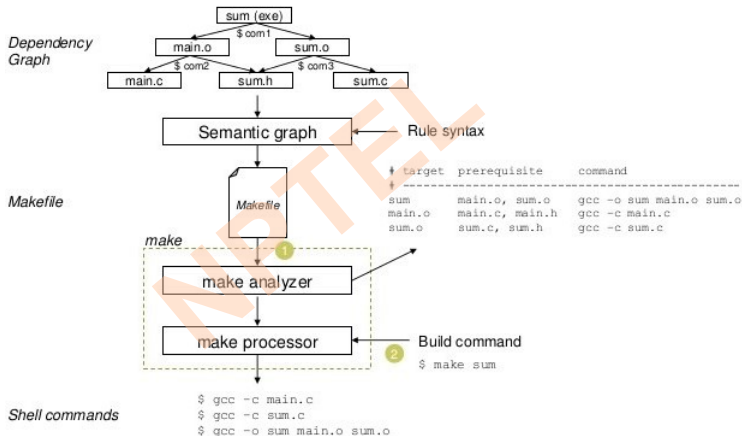 sum (exe)
$ com1
Dependency
Graph
main.o
sum.o
$ com2
$ com3
main.c
sum.h
sum.c
Semantic graph
Rule syntax
# target prerequisite command
# ----------------------------------------------------
sum main.o, sum.o gcc -o sum main.o sum.o
main.o main.c, main.h gcc -c main.c
sum.o sum.c, sum.h gcc -c sum.c
Makefile
Makefile
make
1
make analyzer
make processor
2
Build command
$ make sum
Shell commands
$ gcc -c main.c
$ gcc -c sum.c
$ gcc -o sum main.o sum.o
NPTEL